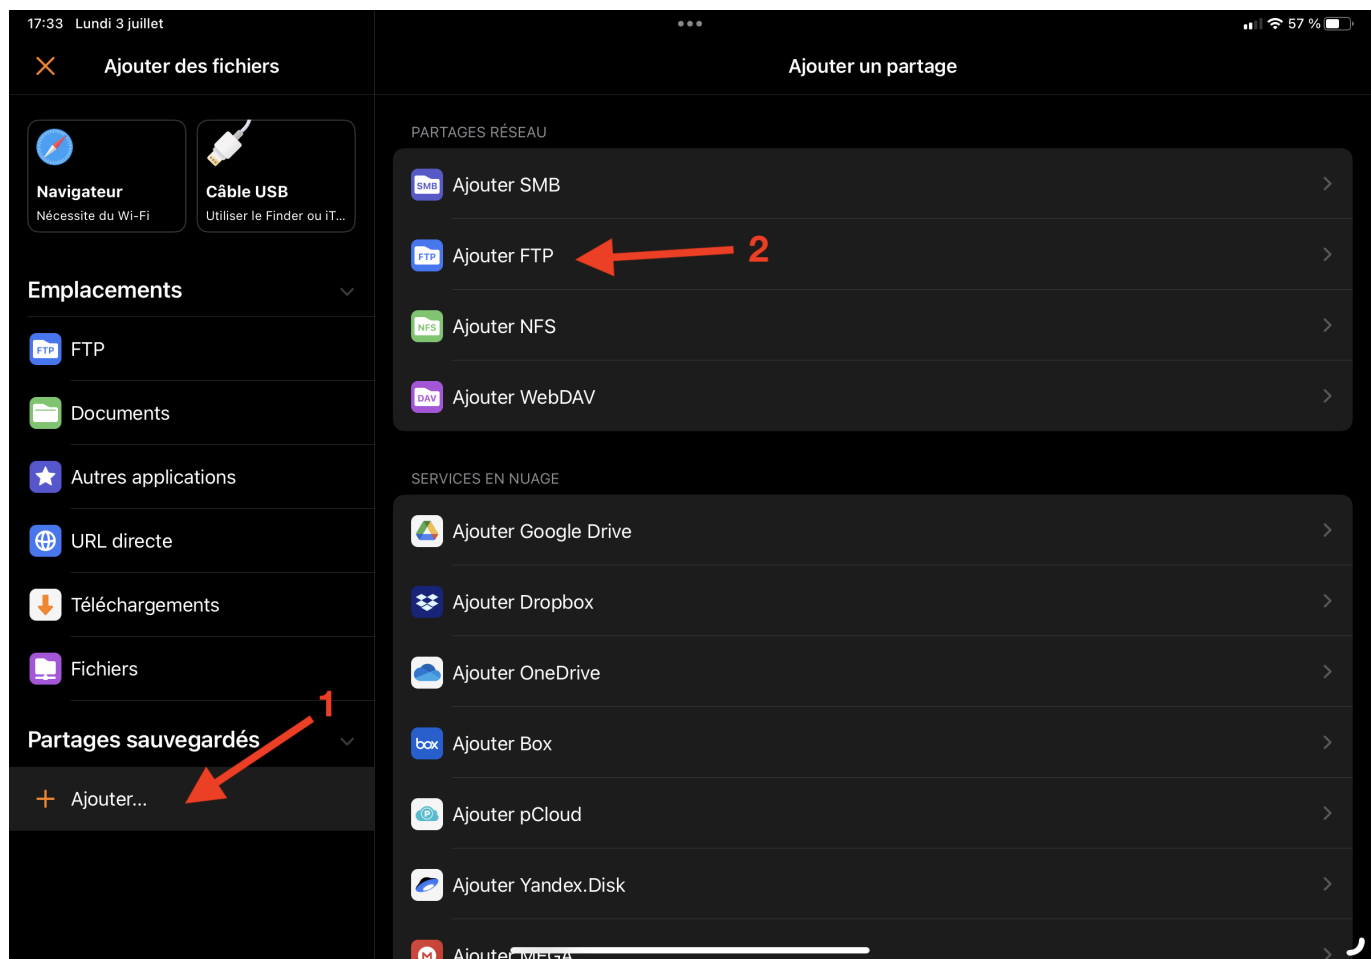 17:33 Lundi 3 juillet
57 %
Ajouter des fichiers
Navigateur
Nécessite du Wi-Fi
Câble USB
Utiliser le Finder ou iT...
Emplacements
FTP
FTP
Documents
Autres applications
URL directe
Téléchargements
Fichiers
1
Partages sauvegardés
+ Ajouter...
Ajouter un partage
PARTAGES RÉSEAU
SMB
Ajouter SMB
FTP
Ajouter FTP
2
NFS
Ajouter NFS
DAV
Ajouter WebDAV
SERVICES EN NUAGE
Ajouter Google Drive
Ajouter Dropbox
Ajouter OneDrive
box
Ajouter Box
P
Ajouter pCloud
Ajouter Yandex.Disk
M
Ajouter MEGA